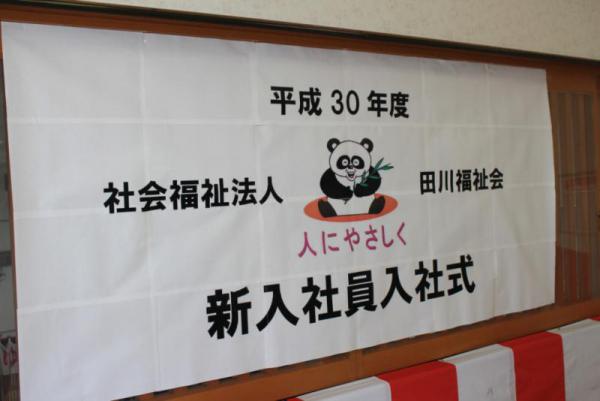 平成30年度
社会福祉法人 田川福祉会
人にやさしく
新入社員入社式